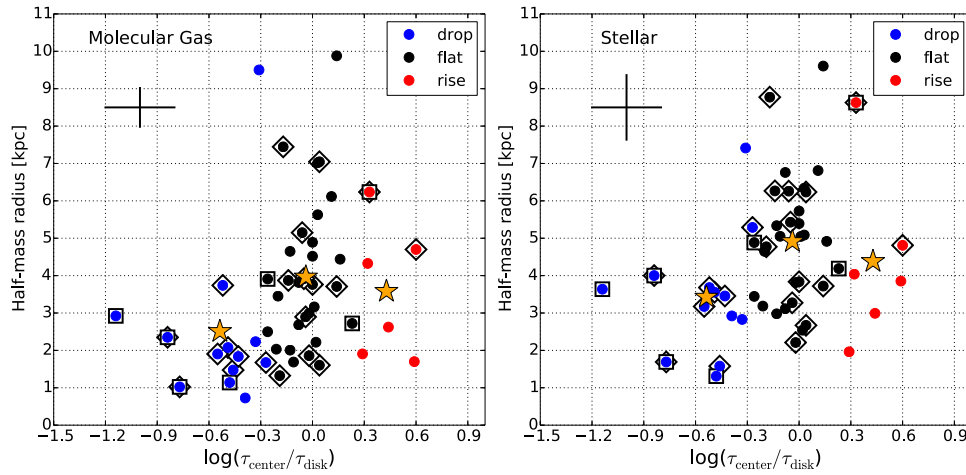 Molecular Gas
drop
flat
rise
Half-mass radius [kpc]
11
10
9
8
7
6
5
4
3
2
1
0
−1.5 −1.2 −0.9 −0.6 −0.3 0.0 0.3 0.6 0.9
log(τcenter/τdisk)
Stellar
drop
flat
rise
Half-mass radius [kpc]
11
10
9
8
7
6
5
4
3
2
1
0
−1.5 −1.2 −0.9 −0.6 −0.3 0.0 0.3 0.6 0.9
log(τcenter/τdisk)